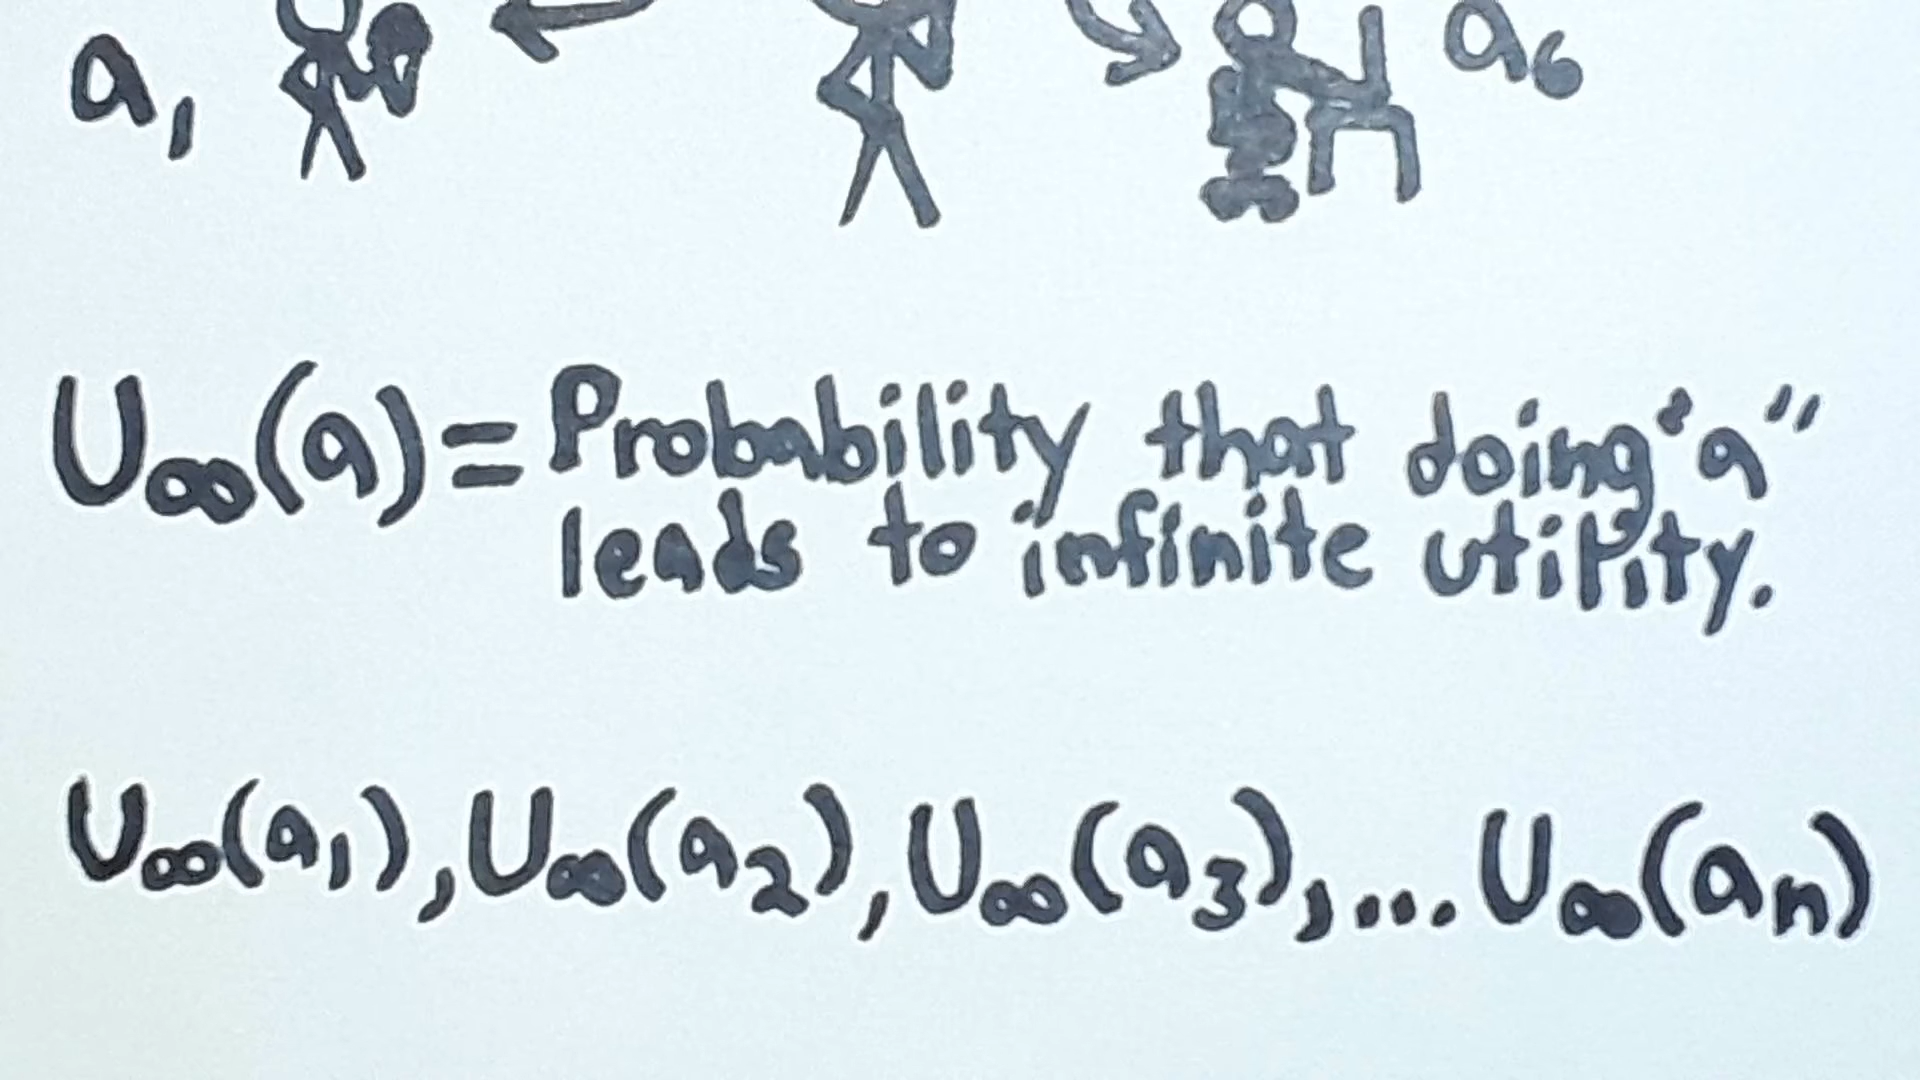 a₁ a₆
U∞(a)=Probability that doing "a"
leads to infinite utility.
U∞(a₁), U∞(a₂), U∞(a₃),... U∞(aₙ)